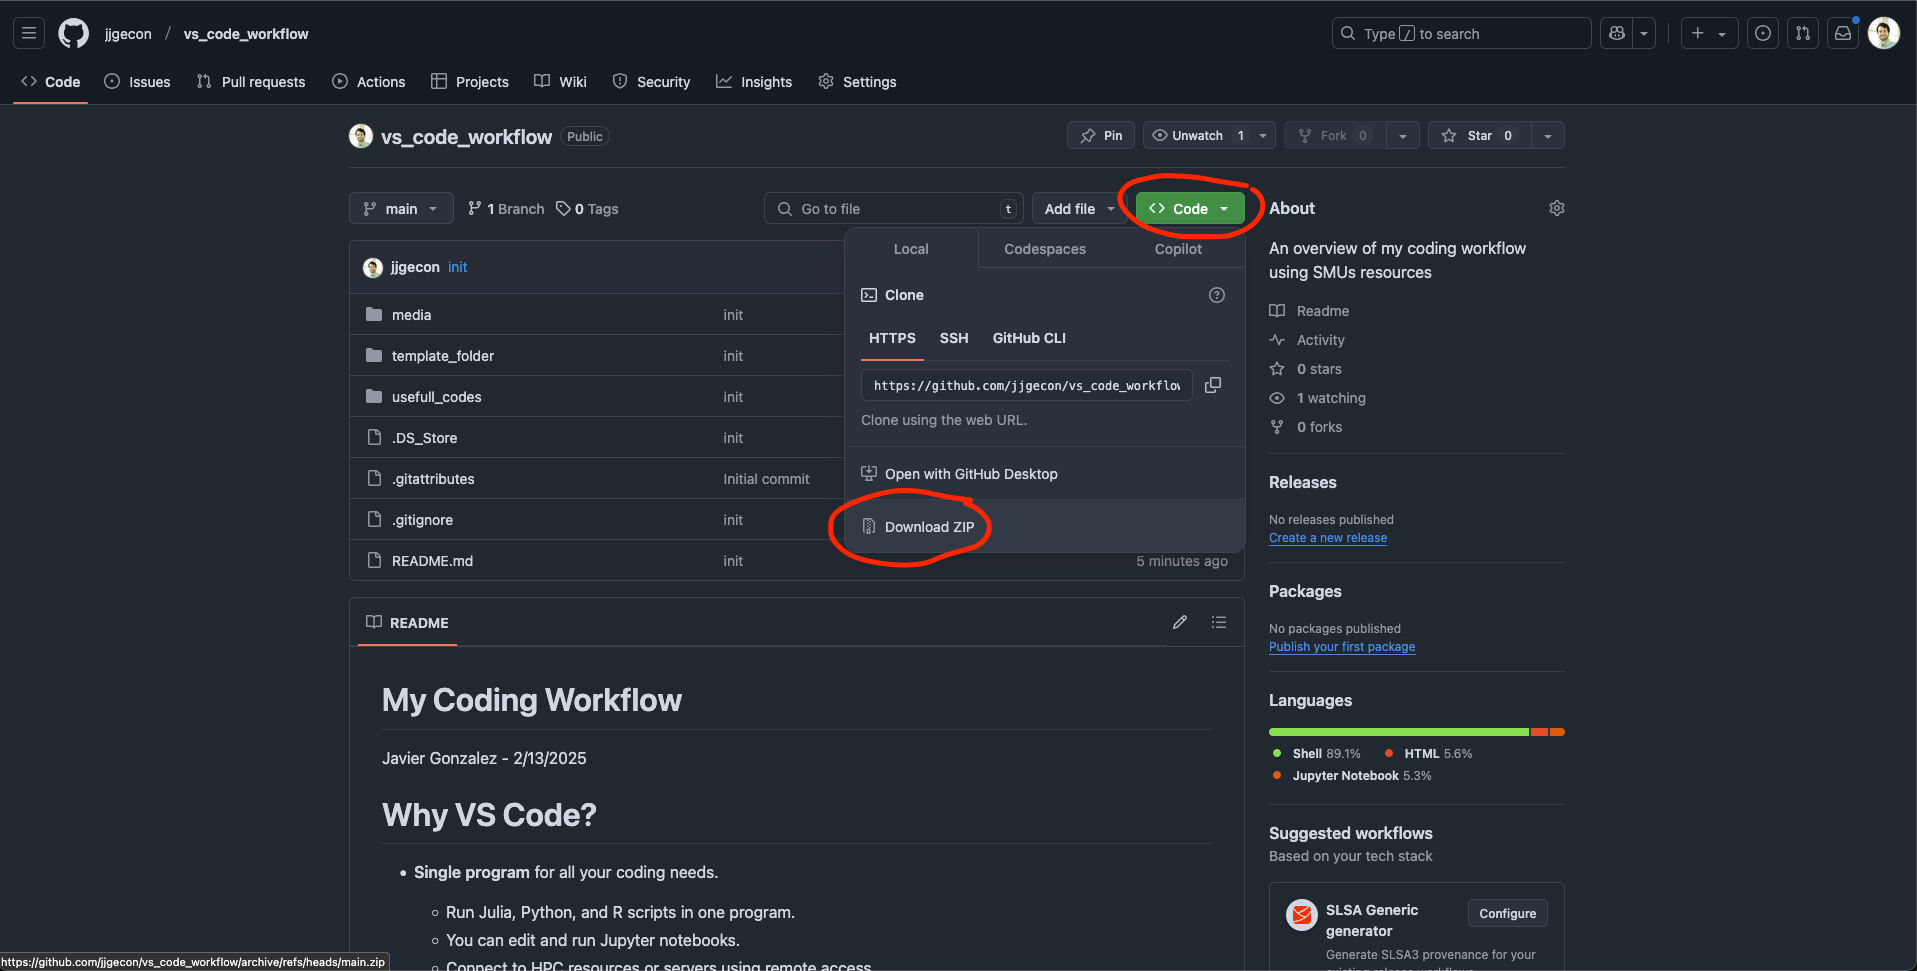 jjgecon / vs_code_workflow
Type / to search
Code
Issues
Pull requests
Actions
Projects
Wiki
Security
Insights
Settings
vs_code_workflow
Public
Pin
Unwatch 1
Fork 0
Star 0
main
1 Branch
0 Tags
Go to file
t
Add file
Code
jjgecon init
media init
template_folder init
usefull_codes init
.DS_Store init
.gitattributes Initial commit
.gitignore init
README.md init 5 minutes ago
Local
Codespaces
Copilot
Clone
HTTPS
SSH
GitHub CLI
https://github.com/jjgecon/vs_code_workflow
Clone using the web URL.
Open with GitHub Desktop
Download ZIP
About
An overview of my coding workflow
using SMUs resources
Readme
Activity
0 stars
1 watching
0 forks
Releases
No releases published
Create a new release
Packages
No packages published
Publish your first package
Languages
Shell 89.1%
HTML 5.6%
Jupyter Notebook 5.3%
Suggested workflows
Based on your tech stack
SLSA Generic
generator
Configure
Generate SLSA3 provenance for your
existing release workflows
README
My Coding Workflow
Javier Gonzalez - 2/13/2025
Why VS Code?
Single program for all your coding needs.
Run Julia, Python, and R scripts in one program.
You can edit and run Jupyter notebooks.
Connect to HPC resources or servers using remote access
https://github.com/jjgecon/vs_code_workflow/archive/refs/heads/main.zip